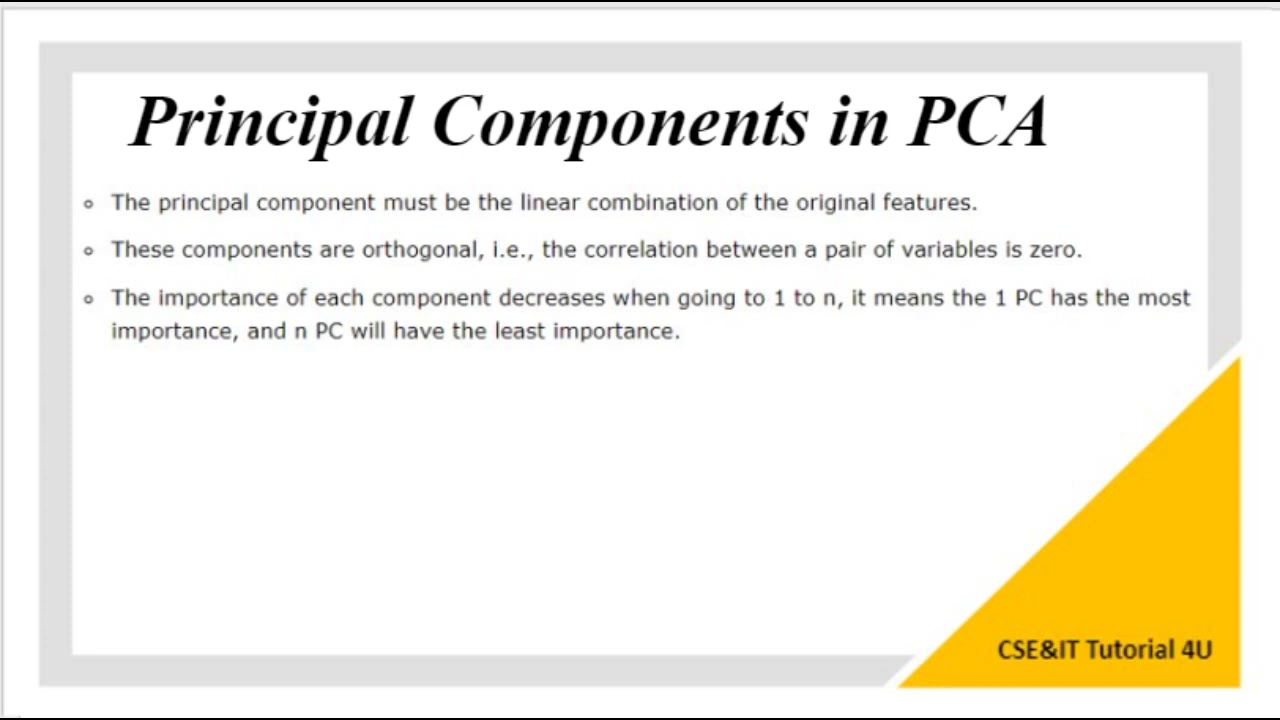 Principal Components in PCA
The principal component must be the linear combination of the original features.
These components are orthogonal, i.e., the correlation between a pair of variables is zero.
The importance of each component decreases when going to 1 to n, it means the 1 PC has the most
importance, and n PC will have the least importance.
CSE&IT Tutorial 4U